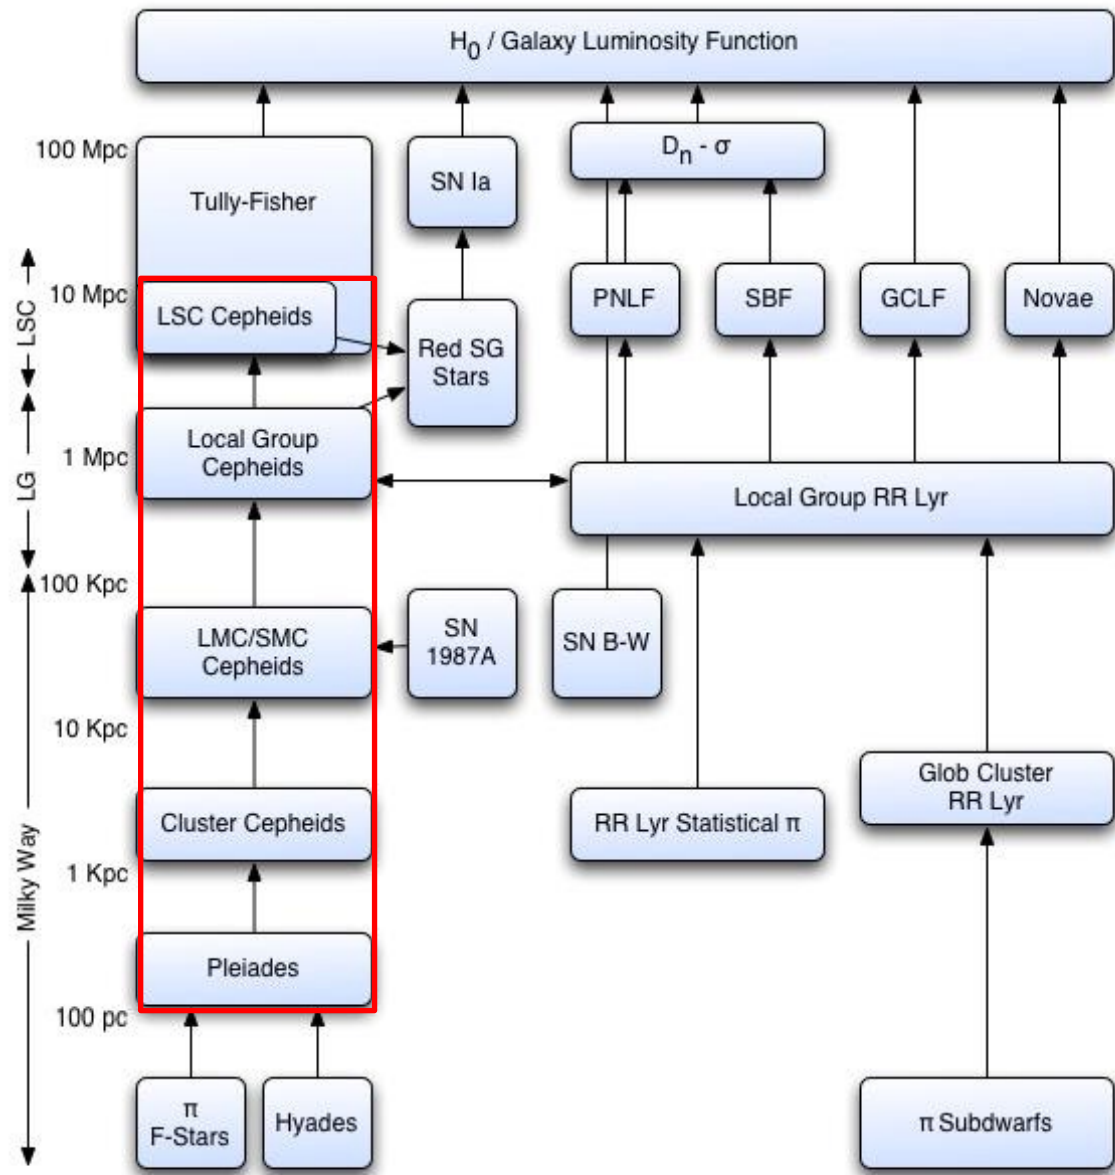 H0 / Galaxy Luminosity Function
100 Mpc
Tully-Fisher
SN Ia
Dn - σ
10 Mpc
LSC Cepheids
Red SG
Stars
PNLF
SBF
GCLF
Novae
LSC
1 Mpc
Local Group
Cepheids
Local Group RR Lyr
LG
100 Kpc
LMC/SMC
Cepheids
SN
1987A
SN B-W
10 Kpc
Cluster Cepheids
RR Lyr Statistical π
Glob Cluster
RR Lyr
1 Kpc
Milky Way
Pleiades
100 pc
π
F-Stars
Hyades
π Subdwarfs